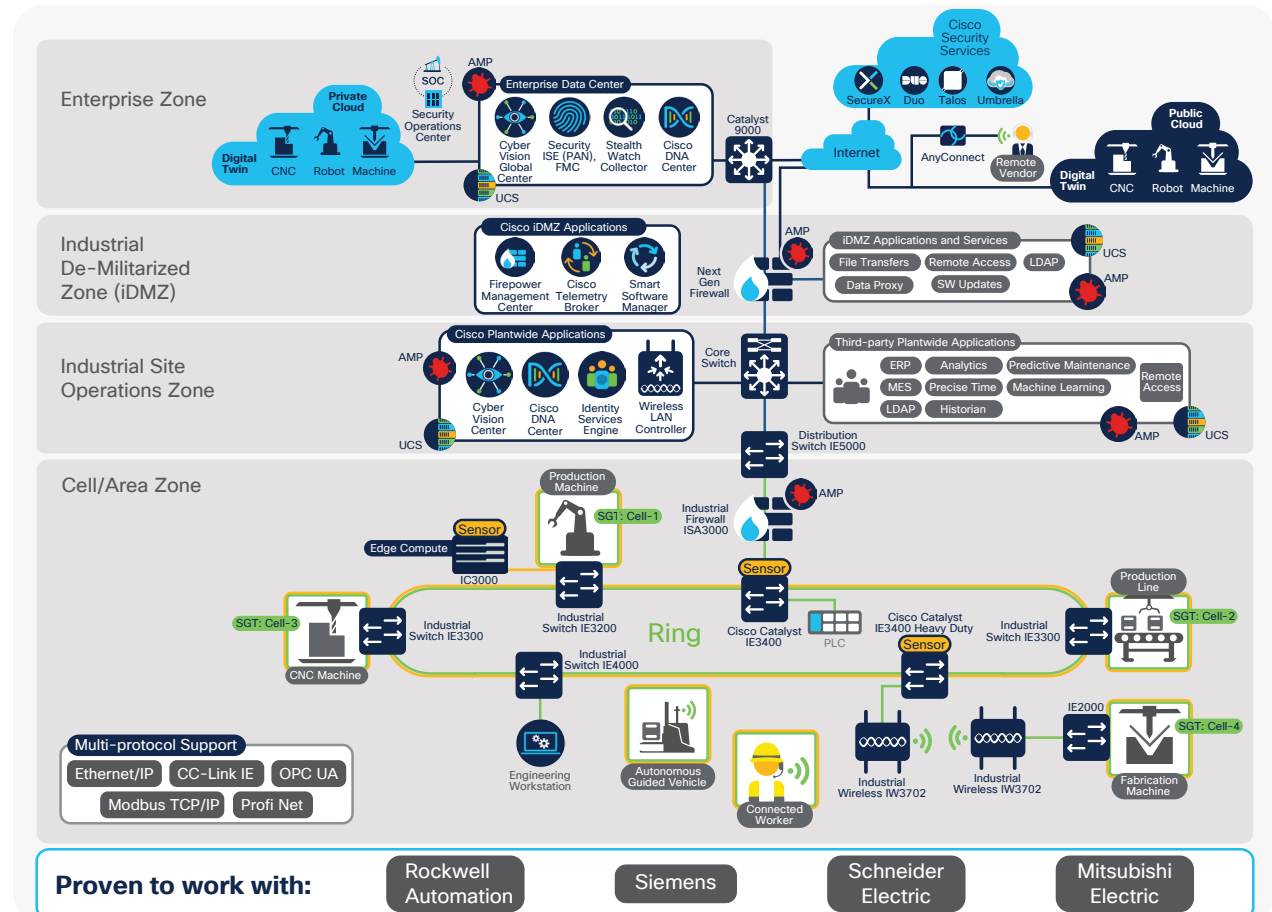 Enterprise Zone
Private
Cloud
Digital
Twin
CNC
Robot
Machine
SOC
Security
Operations
Center
AMP
Enterprise Data Center
Cyber
Vision
Global
Center
Security
ISE (PAN),
FMC
Stealth
Watch
Collector
Cisco
DNA
Center
UCS
Catalyst
9000
Cisco
Security
Services
SecureX
Duo
Talos
Umbrella
Internet
AnyConnect
Remote
Vendor
Public
Cloud
Digital
Twin
CNC
Robot
Machine
Industrial
De-Militarized
Zone (iDMZ)
Cisco iDMZ Applications
Firepower
Management
Center
Cisco
Telemetry
Broker
Smart
Software
Manager
Next
Gen
Firewall
AMP
iDMZ Applications and Services
File Transfers
Remote Access
LDAP
Data Proxy
SW Updates
UCS
AMP
Industrial Site
Operations Zone
AMP
UCS
Cisco Plantwide Applications
Cyber
Vision
Center
Cisco
DNA
Center
Identity
Services
Engine
Wireless
LAN
Controller
Core
Switch
Third-party Plantwide Applications
ERP
Analytics
Predictive Maintenance
MES
Precise Time
Machine Learning
LDAP
Historian
Remote
Access
AMP
UCS
Distribution
Switch IE5000
Cell/Area Zone
Production
Machine
SGT: Cell-1
Sensor
Edge Compute
IC3000
Industrial
Firewall
ISA3000
AMP
Sensor
SGT: Cell-3
CNC Machine
Industrial
Switch IE3300
Industrial
Switch IE3200
Ring
Cisco Catalyst
IE3400
PLC
Cisco Catalyst
IE3400 Heavy Duty
Sensor
Industrial
Switch IE3300
Production
Line
SGT: Cell-2
Industrial
Switch IE4000
Engineering
Workstation
Autonomous
Guided Vehicle
Connected
Worker
Industrial
Wireless IW3702
Industrial
Wireless IW3702
IE2000
SGT: Cell-4
Fabrication
Machine
Multi-protocol Support
Ethernet/IP
CC-Link IE
OPC UA
Modbus TCP/IP
Profi Net
Proven to work with:
Rockwell
Automation
Siemens
Schneider
Electric
Mitsubishi
Electric